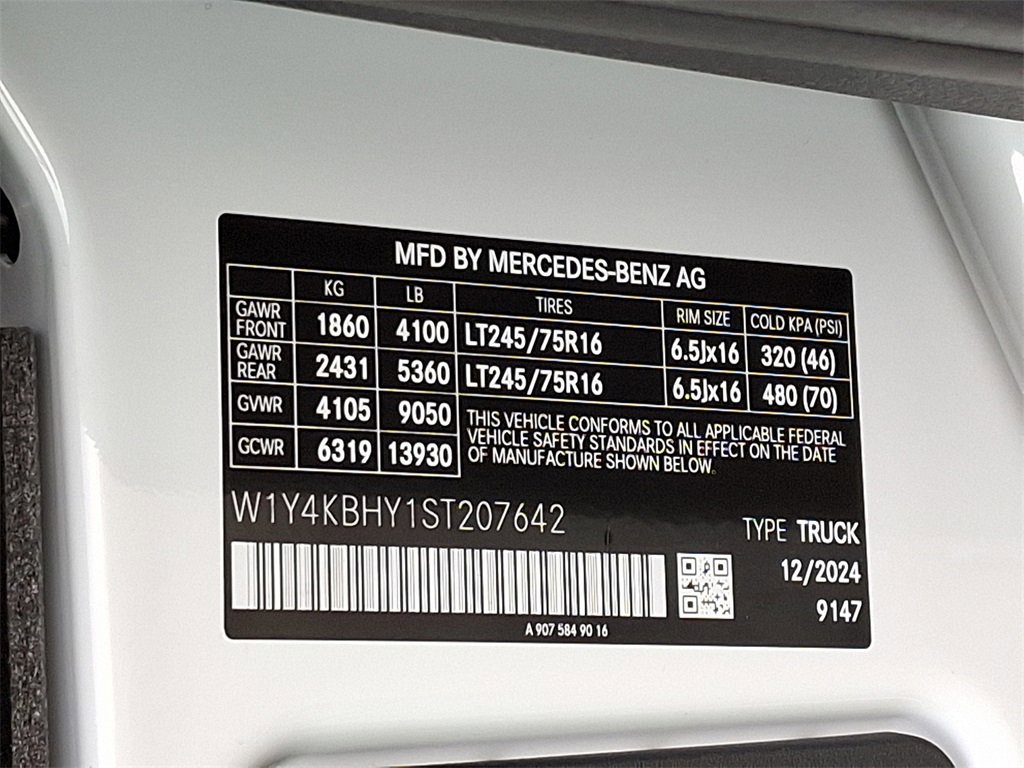 MFD BY MERCEDES-BENZ AG
KG LB TIRES RIM SIZE COLD KPA (PSI)
GAWR FRONT 1860 4100 LT245/75R16 6.5Jx16 320 (46)
GAWR REAR 2431 5360 LT245/75R16 6.5Jx16 480 (70)
GVWR 4105 9050
GCWR 6319 13930
THIS VEHICLE CONFORMS TO ALL APPLICABLE FEDERAL
VEHICLE SAFETY STANDARDS IN EFFECT ON THE DATE
OF MANUFACTURE SHOWN BELOW.
W1Y4KBHY1ST207642
TYPE TRUCK
12/2024
9147
A 907 584 90 16